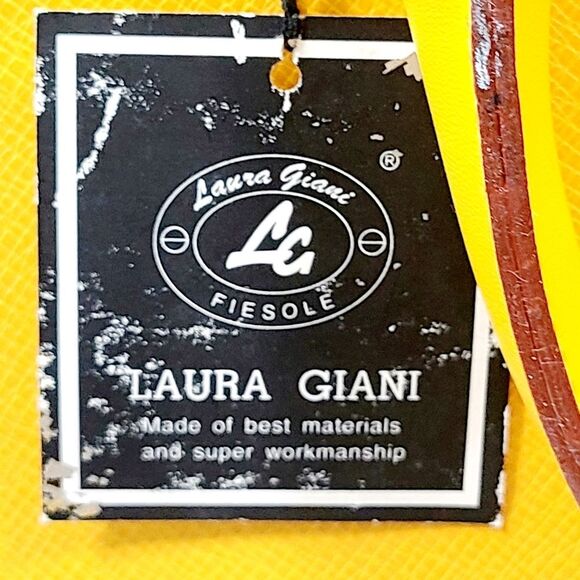 ®
Laura Giani
LG
FIESOLE
LAURA GIANI
Made of best materials
and super workmanship